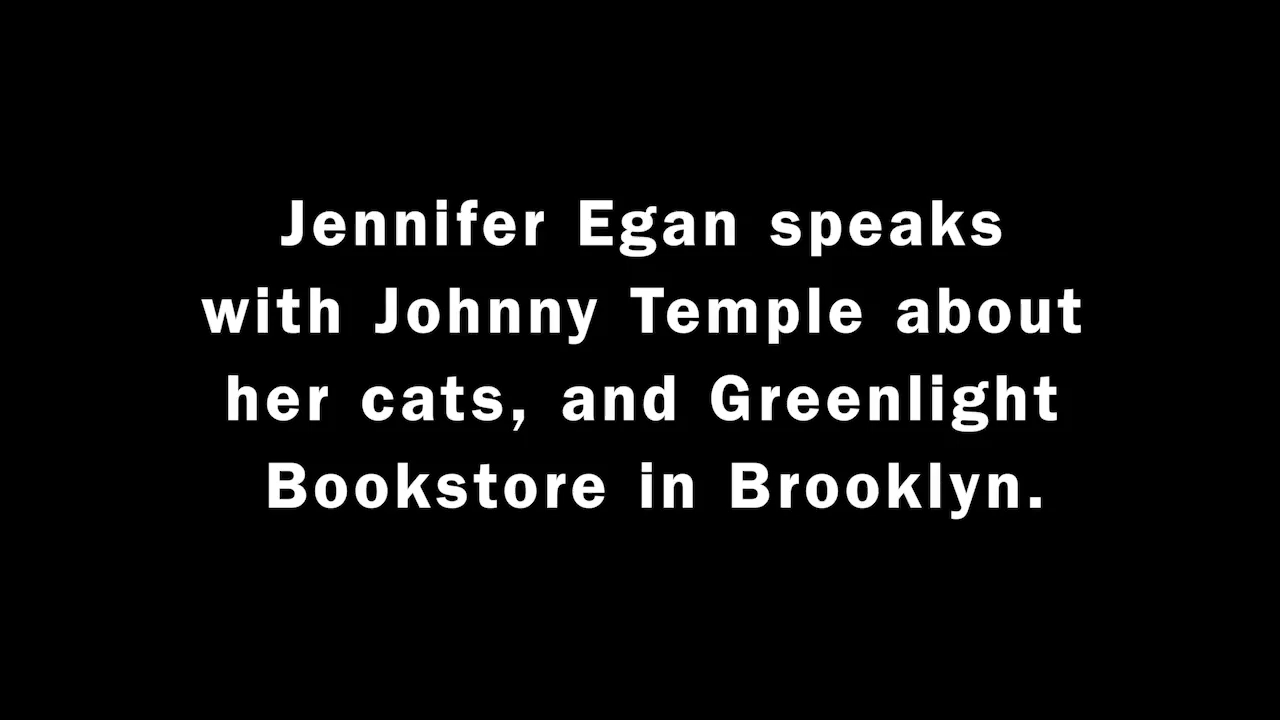 Jennifer Egan speaks
with Johnny Temple about
her cats, and Greenlight
Bookstore in Brooklyn.